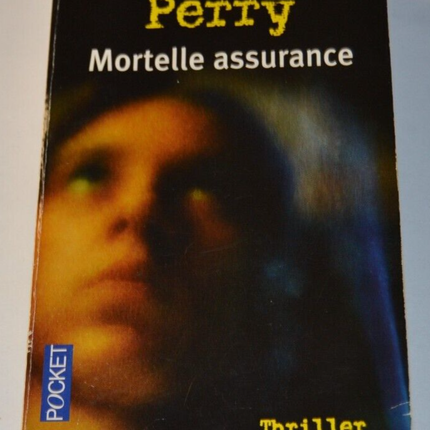 Perry
Mortelle assurance
POCKET
Thriller